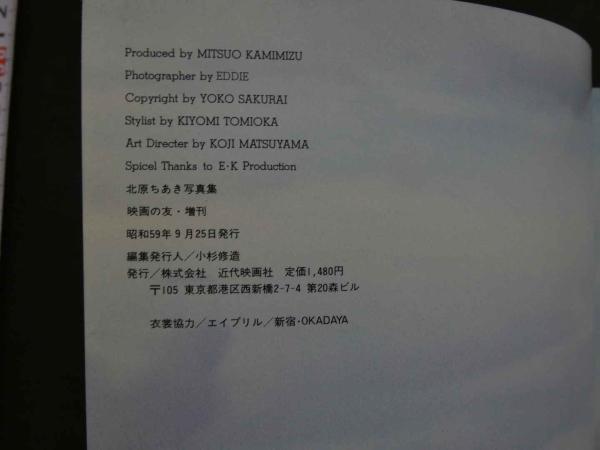 Produced by MITSUO KAMIMIZU
Photographer by EDDIE
Copyright by YOKO SAKURAI
Stylist by KIYOMI TOMIOKA
Art Directer by KOJI MATSUYAMA
Spicel Thanks to E·K Production
北原ちあき写真集
映画の友・増刊
昭和59年9月25日発行
編集発行人／小杉修造
発行／株式会社 近代映画社 定価1,480円
〒105 東京都港区西新橋2-7-4 第20森ビル
衣裳協力／エイブリル／新宿・OKADAYA